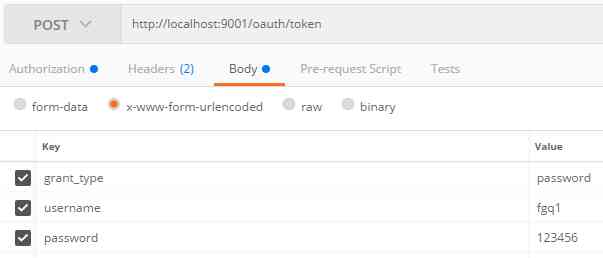 POST http://localhost:9001/oauth/token
Authorization Headers (2) Body Pre-request Script Tests
form-data x-www-form-urlencoded raw binary
Key Value
grant_type password
username fgq1
password 123456